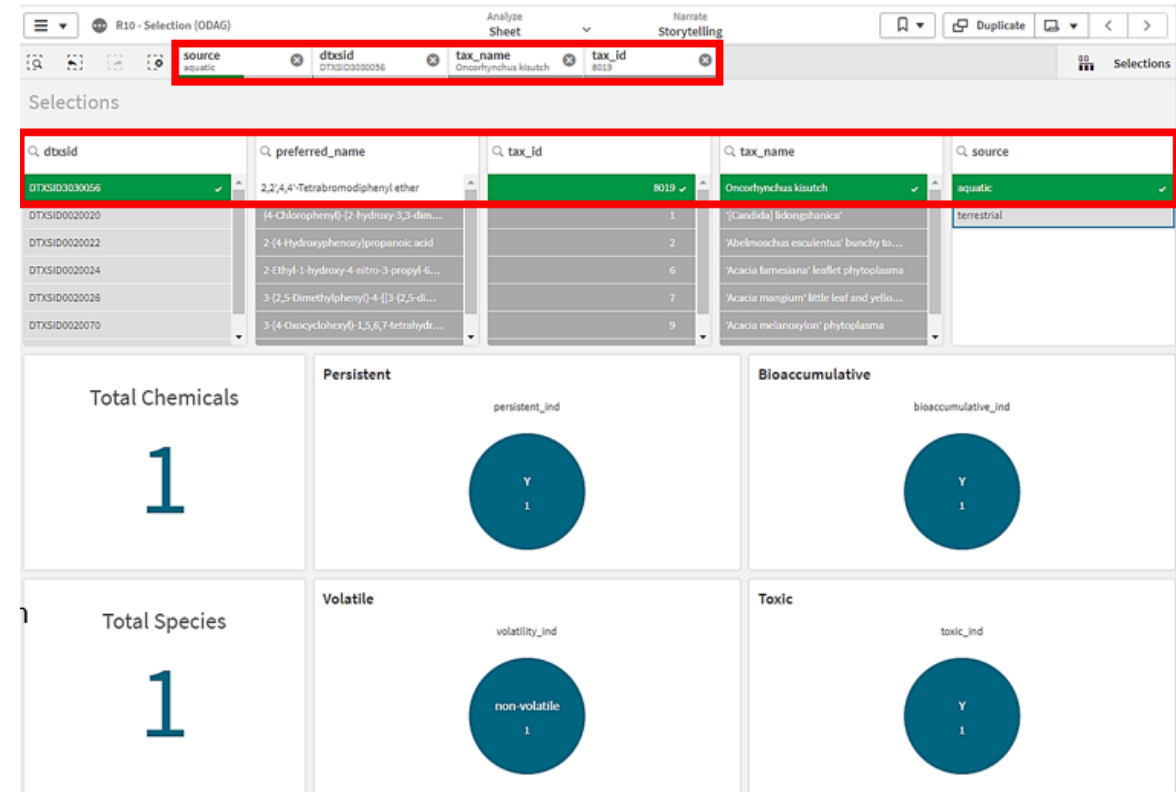 Analyze
Narrate
R10 - Selection (ODAG)
Sheet
Storytelling
Duplicate
source
aquatic
dtxsid
DTXSID3030056
tax_name
Oncorhynchus kisutch
tax_id
8019
Selections
Selections
dtxsid
preferred_name
tax_id
tax_name
source
DTXSID3030056
2,2',4,4'-Tetrabromodiphenyl ether
8019
Oncorhynchus kisutch
aquatic
DTXSID0020020
(4-Chlorophenyl)-(2-hydroxy-3,3-dim...
1
'[Candida] lidongshanica'
terrestrial
DTXSID0020022
2-(4-Hydroxyphenoxy)propanoic acid
2
'Abelmoschus esculentus' bunchy to...
DTXSID0020024
2-Ethyl-1-hydroxy-4-nitro-3-propyl-6...
6
'Acacia farnesiana' leaflet phytoplasma
DTXSID0020026
3-(2,5-Dimethylphenyl)-4-[[3-(2,5-di...
7
'Acacia mangium' little leaf and yello...
DTXSID0020070
3-(4-Oxocyclohexyl)-1,5,6,7-tetrahydr...
9
'Acacia melanoxylon' phytoplasma
Total Chemicals
1
Persistent
persistent_ind
Y
1
Bioaccumulative
bioaccumulative_ind
Y
1
Total Species
1
Volatile
volatility_ind
non-volatile
1
Toxic
toxic_ind
Y
1